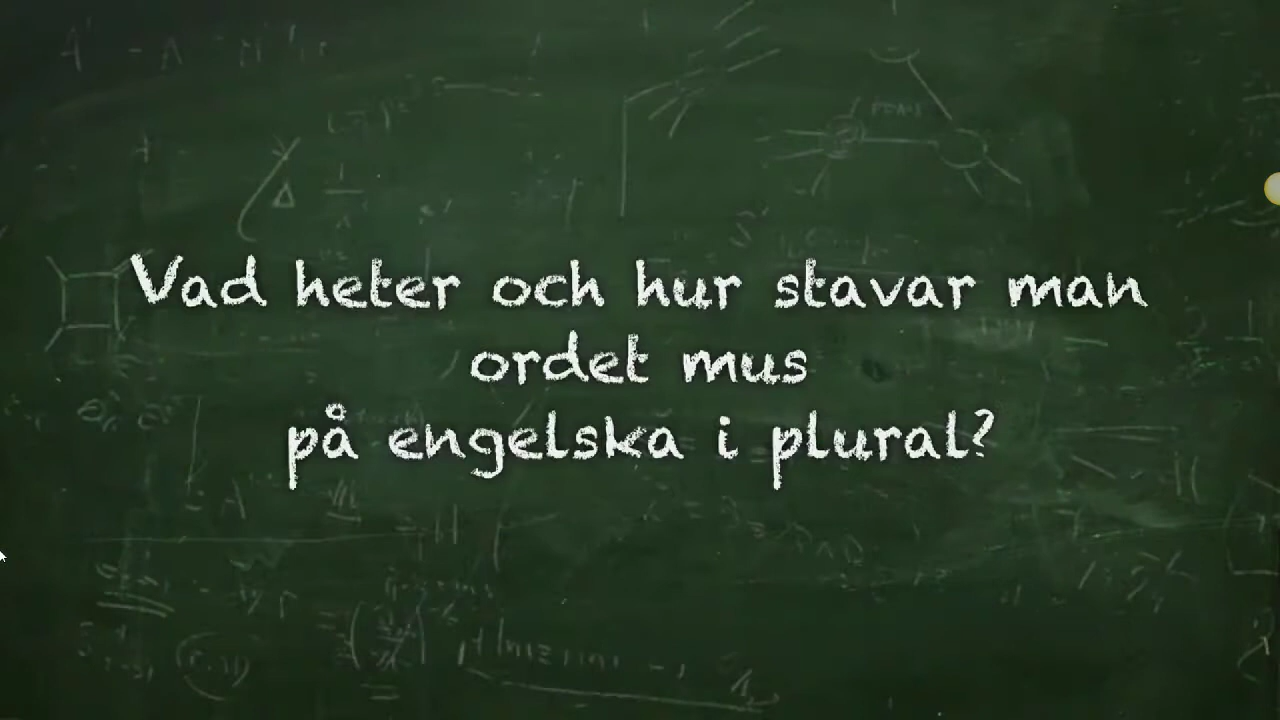 Vad heter och hur stavar man
ordet mus
på engelska i plural?